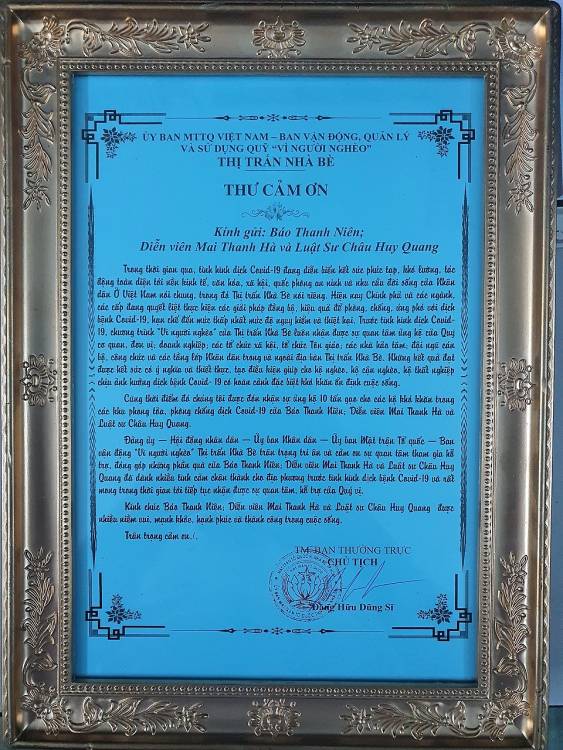 ỦY BAN MTTQ VIỆT NAM – BAN VẬN ĐỘNG, QUẢN LÝ
VÀ SỬ DỤNG QUỸ “VÌ NGƯỜI NGHÈO”
THỊ TRẤN NHÀ BÈ
THƯ CẢM ƠN
Kính gửi: Báo Thanh Niên;
Diễn viên Mai Thanh Hà và Luật Sư Châu Huy Quang
Trong thời gian qua, tình hình dịch Covid-19 đang diễn biến hết sức phức tạp, khó lường, tác
động toàn diện tới nền kinh tế, văn hóa, xã hội, quốc phòng an ninh và nhu cầu đời sống của Nhân
dân Ở Việt Nam nói chung, trong đó Thị trấn Nhà Bè nói riêng. Hiện nay Chính phủ và các ngành,
các cấp đang quyết liệt thực hiện các giải pháp đồng bộ, hiệu quả để phòng, chống, ứng phó với dịch
bệnh Covid-19, hạn chế đến mức thấp nhất mức độ nguy hiểm và thiệt hại. Trước tình hình dịch Covid-
19, chương trình “Vì người nghèo” của Thị trấn Nhà Bè luôn nhận được sự quan tâm ủng hộ của Quý
cơ quan, đơn vị; doanh nghiệp; các tổ chức xã hội, tổ chức Tôn giáo; các nhà hảo tâm; đội ngũ cán
bộ, công chức và các tầng lớp Nhân dân trong và ngoài địa bàn Thị trấn Nhà Bè. Những kết quả đạt
được hết sức có ý nghĩa và thiết thực, tạo điều kiện giúp cho hộ nghèo, hộ cận nghèo, hộ thất nghiệp
chịu ảnh hưởng dịch bệnh Covid-19 có hoàn cảnh đặc biệt khó khăn ổn định cuộc sống.
Cùng thời điểm đó chúng tôi được đón nhận sự ủng hộ 10 tấn gạo cho các hộ khó khăn trong
các khu phong tỏa, phòng chống dịch Covid-19 của Báo Thanh Niên; Diễn viên Mai Thanh Hà và
Luật sư Châu Huy Quang.
Đảng ủy – Hội đồng nhân dân – Ủy ban Nhân dân – Ủy ban Mặt trận Tổ quốc – Ban
vận động “Vì người nghèo” Thị trấn Nhà Bè trân trọng tri ân và cảm ơn sự quan tâm tham gia hỗ
trợ, đóng góp những phần quà của Báo Thanh Niên; Diễn viên Mai Thanh Hà và Luật sư Châu Huy
Quang đã dành nhiều tình cảm chân thành cho địa phương trước tình hình dịch bệnh Covid-19 và rất
mong trong thời gian tới tiếp tục nhận được sự quan tâm, hỗ trợ của Quý vị.
Kính chúc Báo Thanh Niên; Diễn viên Mai Thanh Hà và Luật sư Châu Huy Quang được
nhiều niềm vui, mạnh khỏe, hạnh phúc và thành công trong cuộc sống.
Trân trọng cảm ơn./.
TM. BAN THƯỜNG TRỰC
CHỦ TỊCH
Đặng Hữu Dũng Sĩ